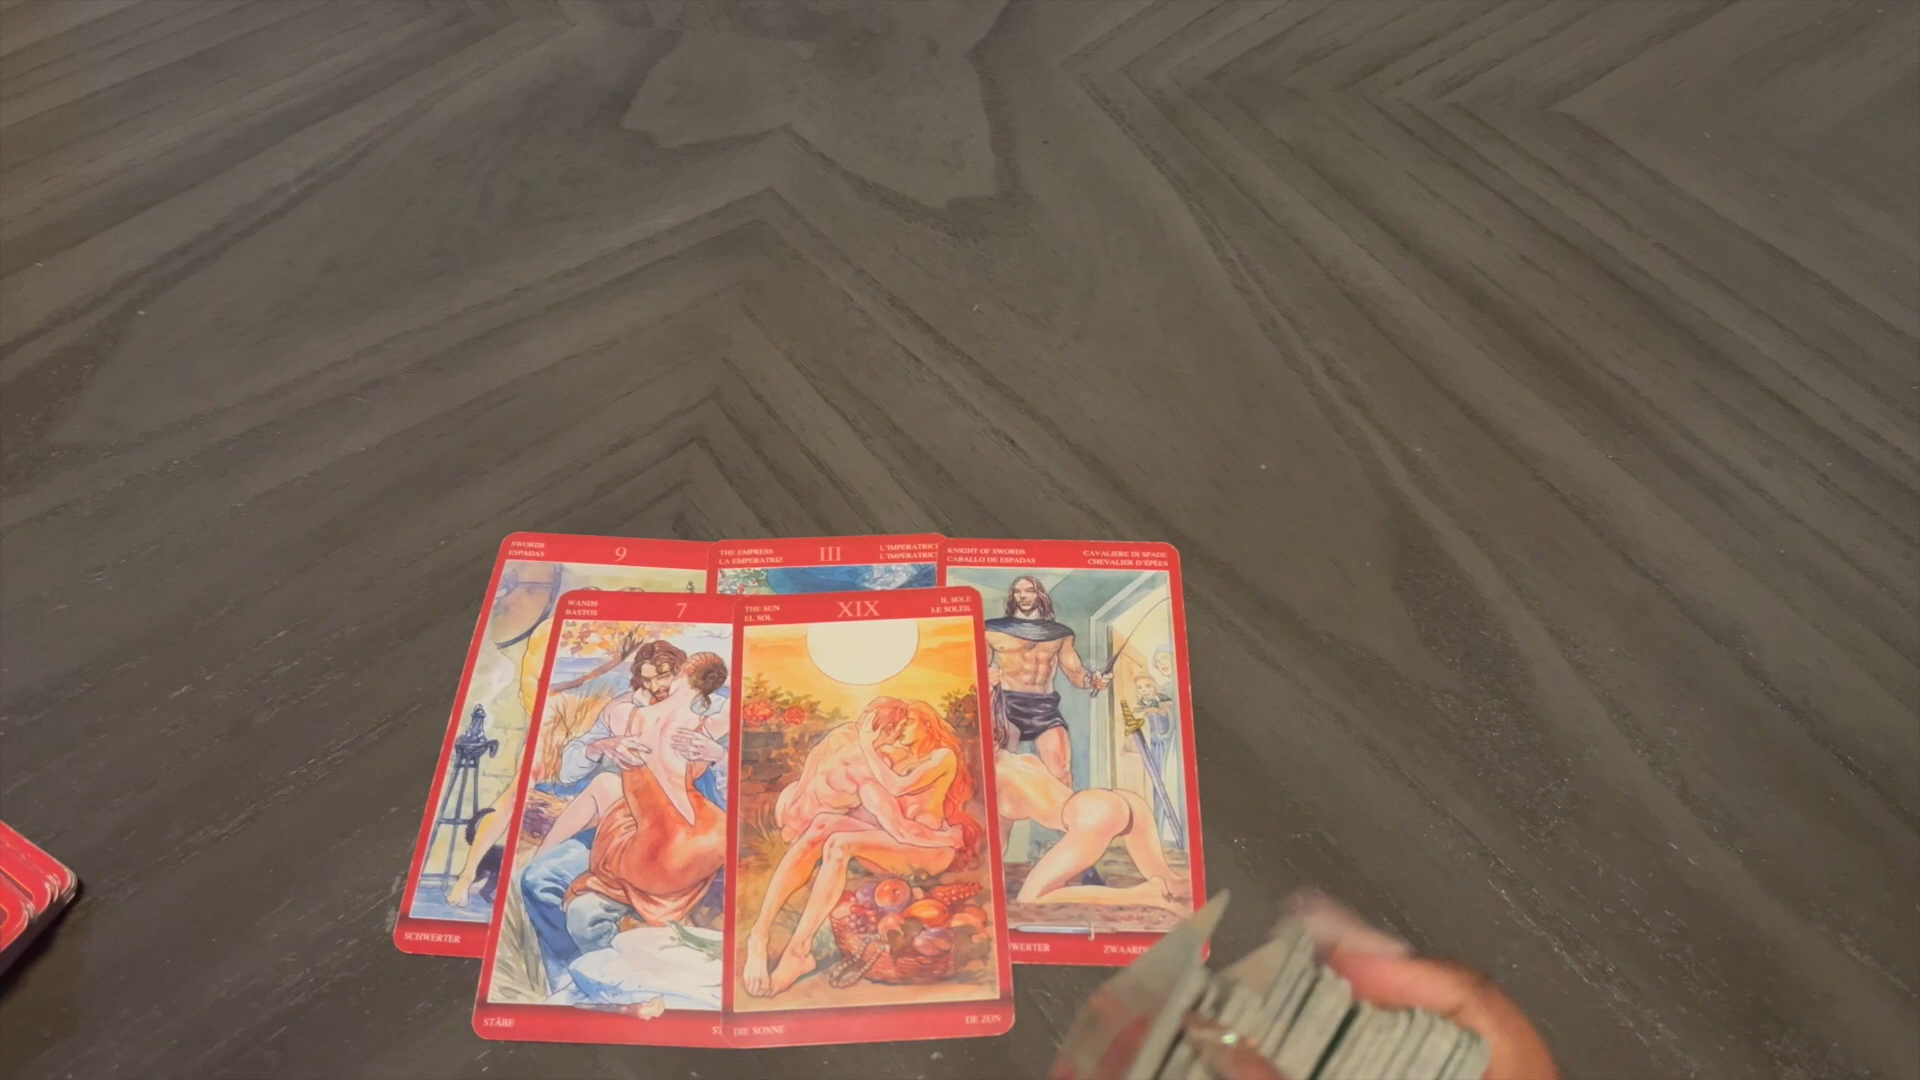 SWORDS
ESPADAS
9
SCHWERTER
THE EMPRESS
LA EMPERATRIZ
III
KNIGHT OF SWORDS
CABALLO DE ESPADAS
CAVALIERE DI SPADE
CHEVALIER D'ÉPÉES
WANDS
BASTOS
7
STÄBE
THE SUN
EL SOL
XIX
IL SOLE
LE SOLEIL
DIE SONNE
DE ZON